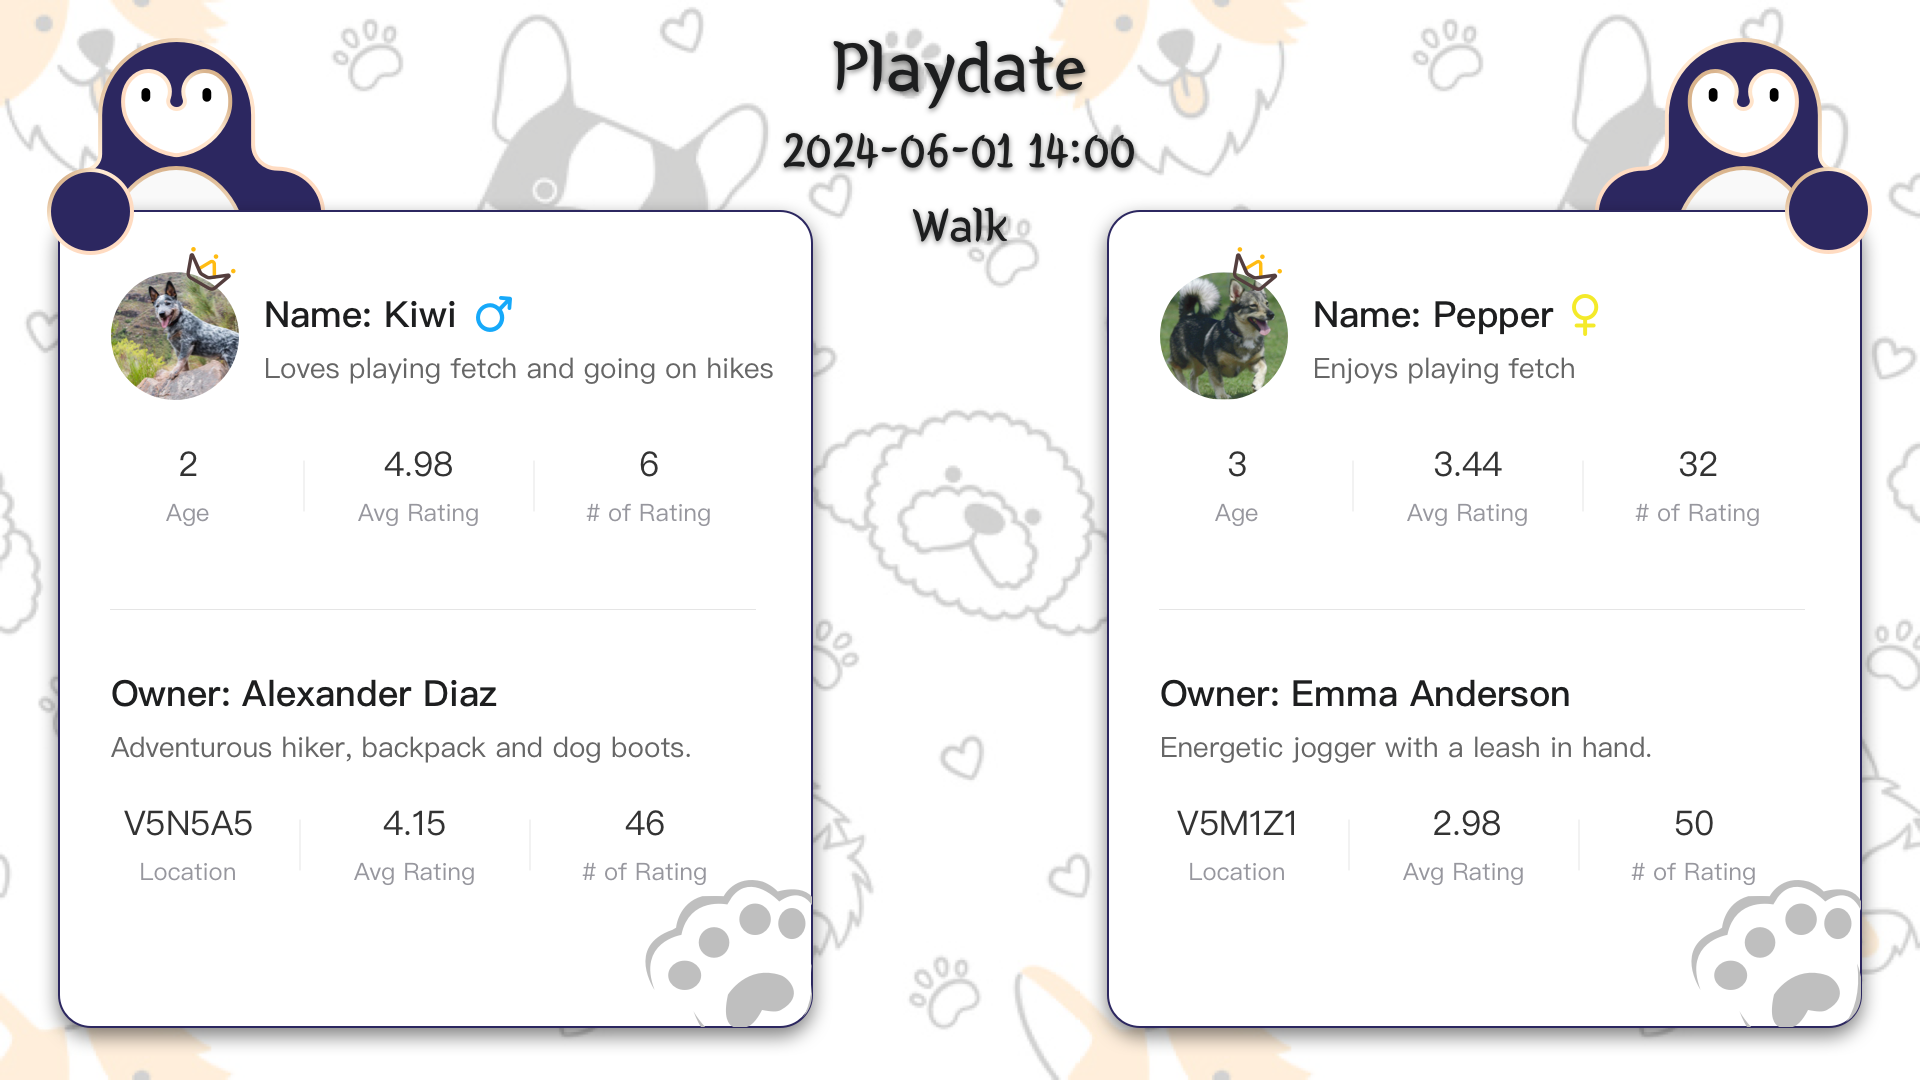 Playdate
2024-06-01 14:00
Walk
Name: Kiwi
Loves playing fetch and going on hikes
2
4.98
6
Age
Avg Rating
# of Rating
Owner: Alexander Diaz
Adventurous hiker, backpack and dog boots.
V5N5A5
4.15
46
Location
Avg Rating
# of Rating
Name: Pepper
Enjoys playing fetch
3
3.44
32
Age
Avg Rating
# of Rating
Owner: Emma Anderson
Energetic jogger with a leash in hand.
V5M1Z1
2.98
50
Location
Avg Rating
# of Rating